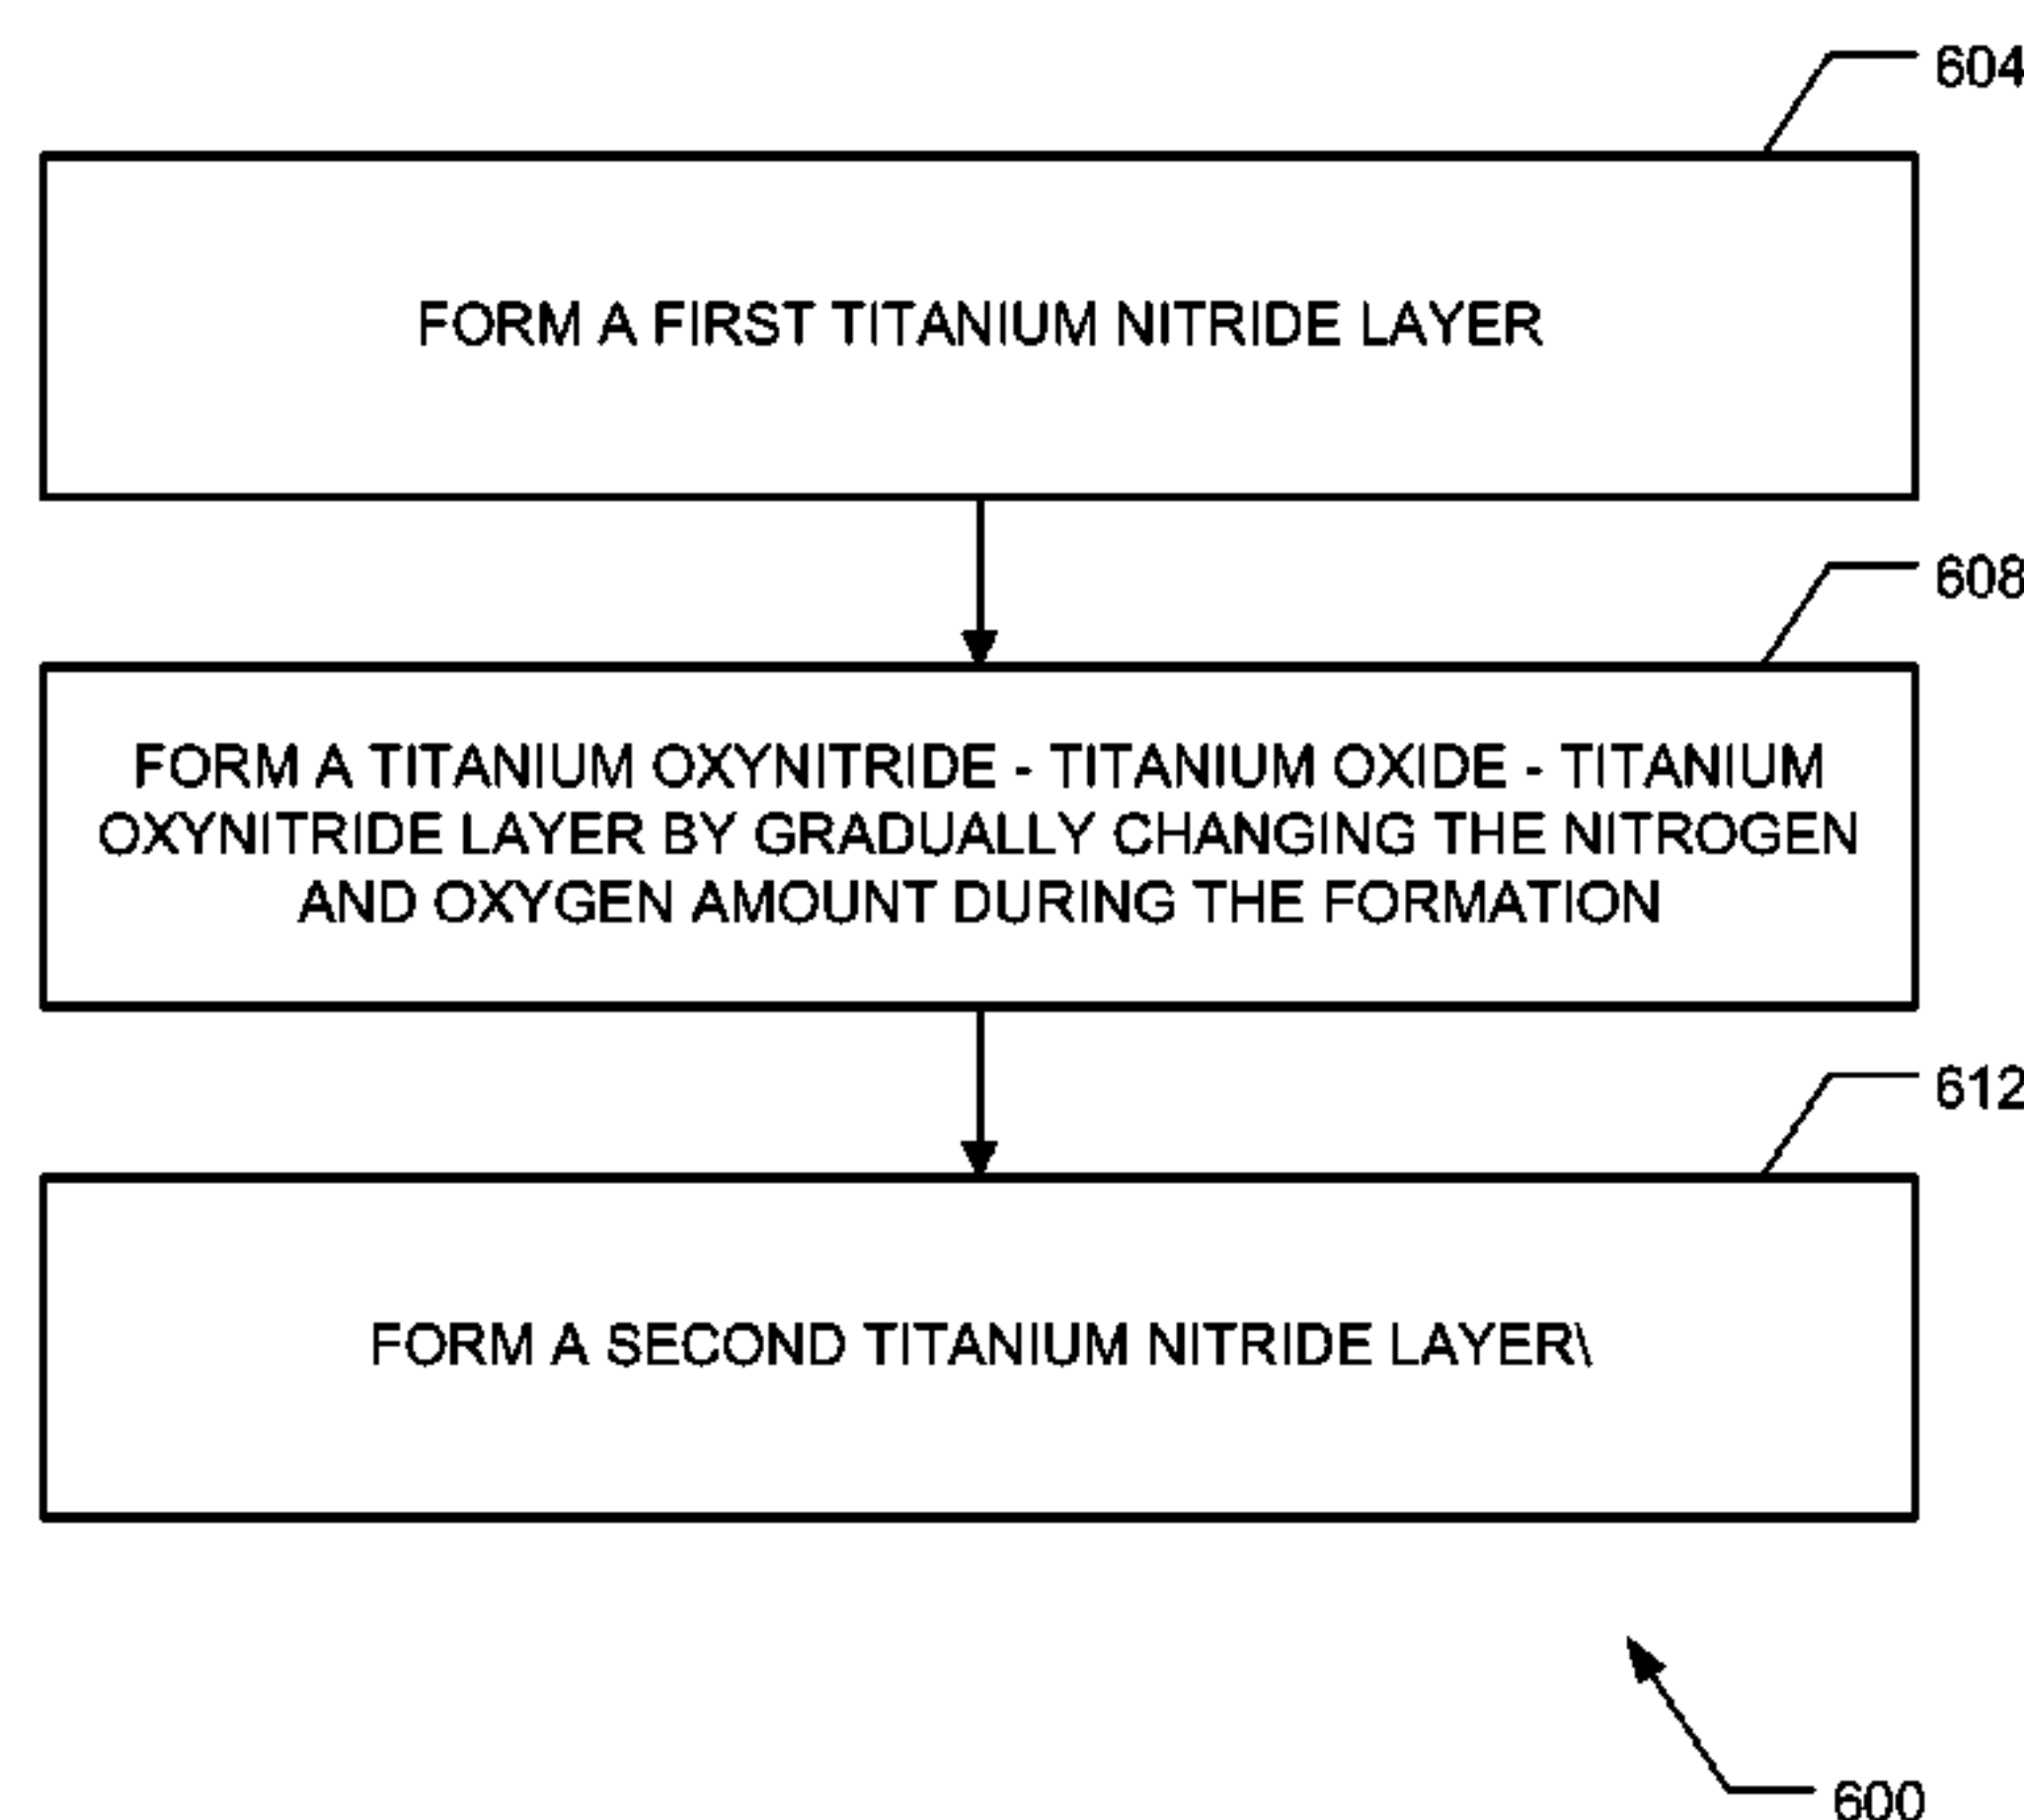 604
FORM A FIRST TITANIUM NITRIDE LAYER
608
FORM A TITANIUM OXYNITRIDE - TITANIUM OXIDE - TITANIUM
OXYNITRIDE LAYER BY GRADUALLY CHANGING THE NITROGEN
AND OXYGEN AMOUNT DURING THE FORMATION
612
FORM A SECOND TITANIUM NITRIDE LAYER\
600